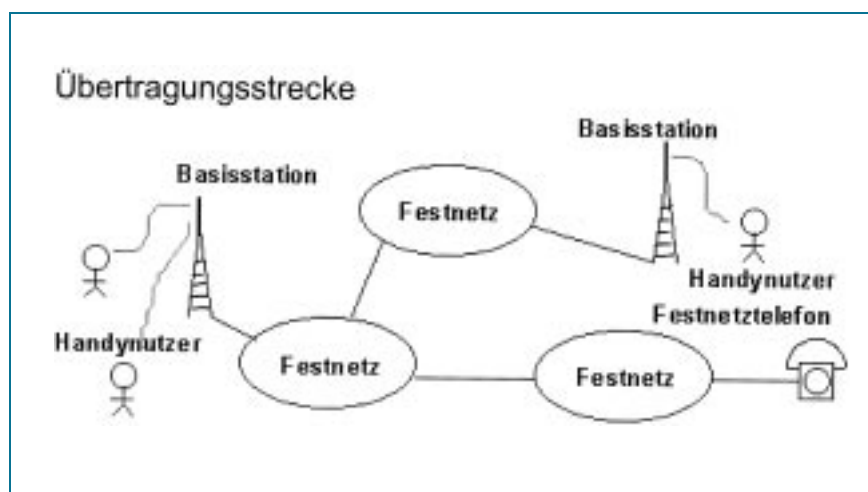 Übertragungsstrecke
Basisstation
Basisstation
Festnetz
Handynutzer
Festnetztelefon
Handynutzer
Festnetz
Festnetz